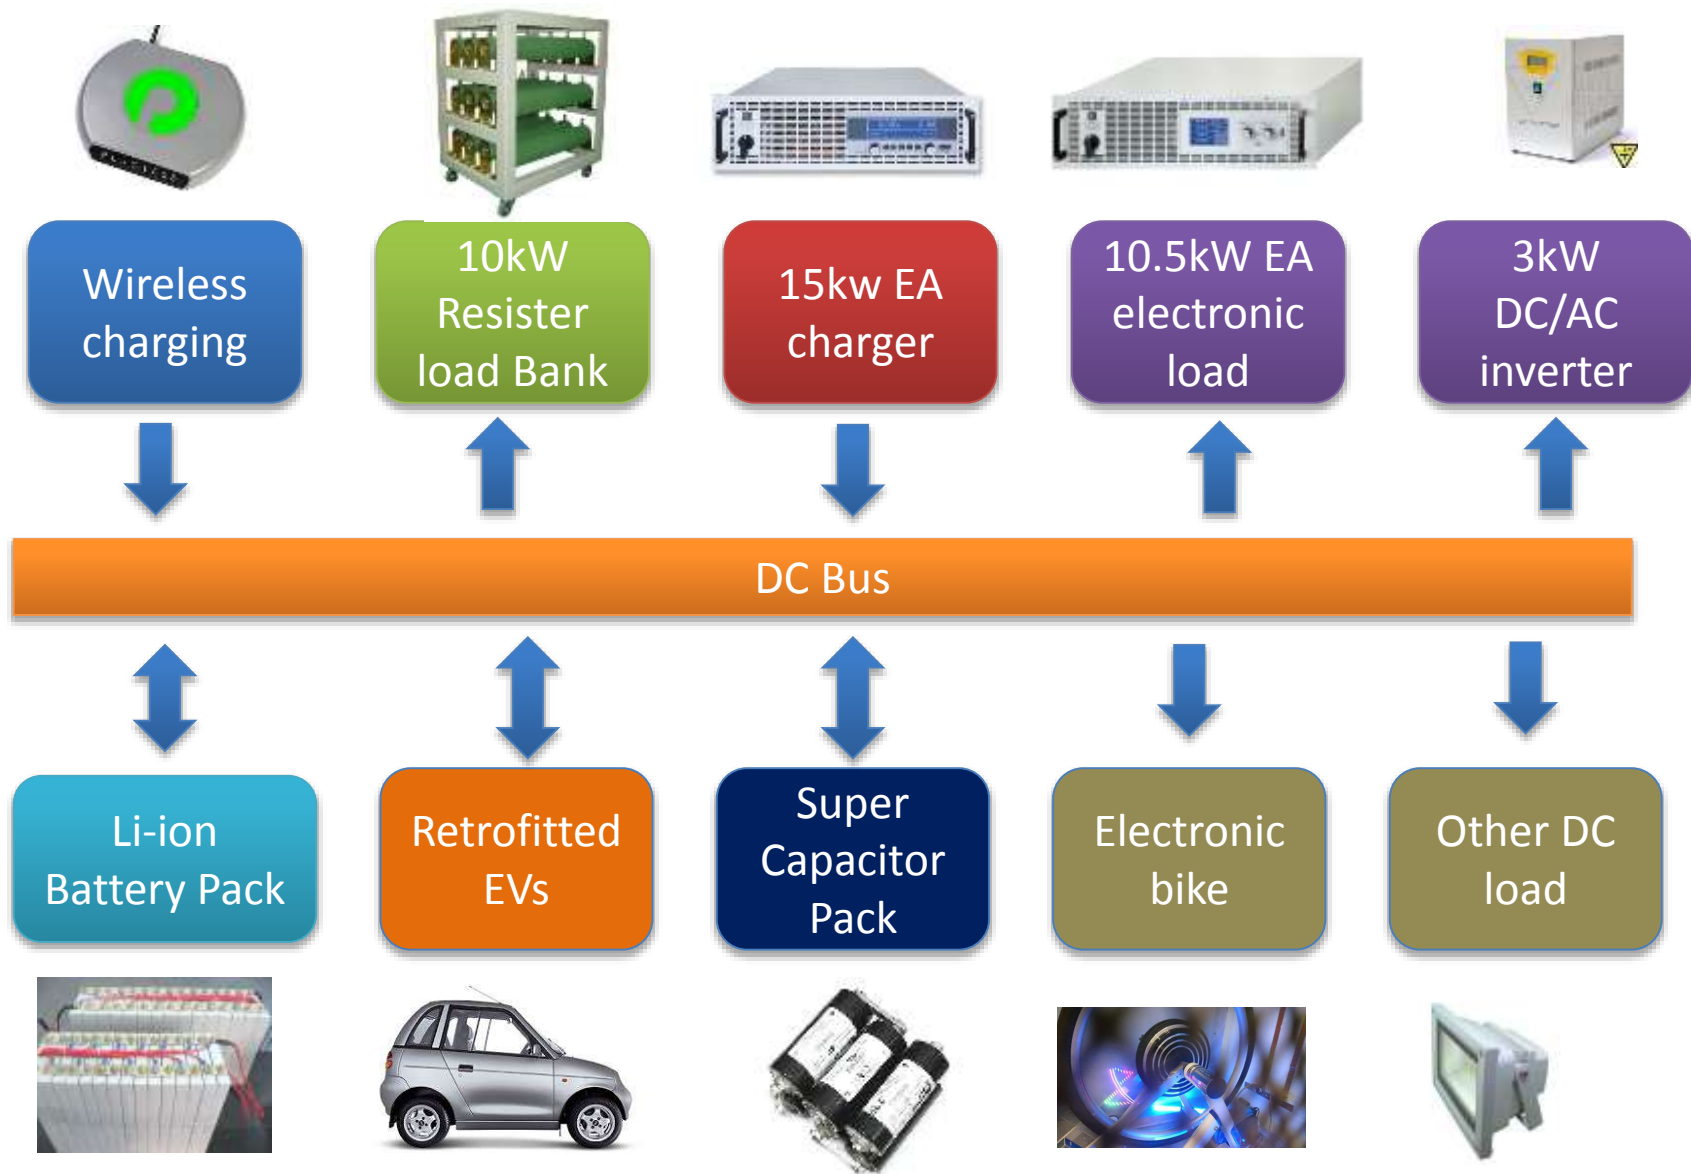 Wireless
charging
10kW
Resister
load Bank
15kw EA
charger
10.5kW EA
electronic
load
3kW
DC/AC
inverter
DC Bus
Li-ion
Battery Pack
Retrofitted
EVs
Super
Capacitor
Pack
Electronic
bike
Other DC
load